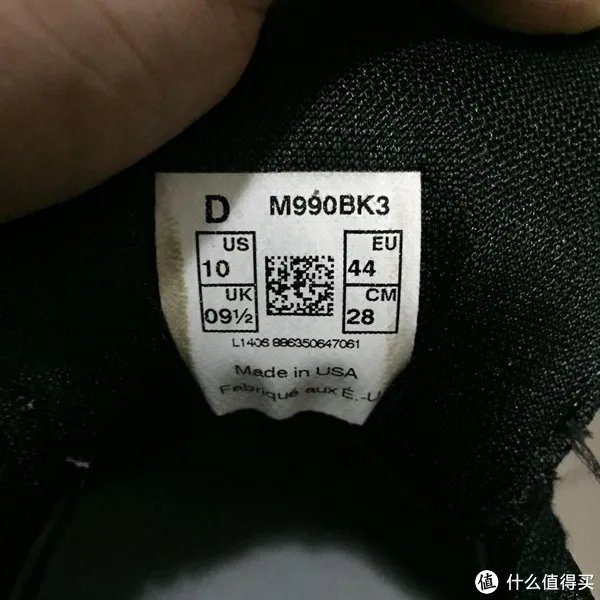 D M990BK3
US 10
EU 44
UK 09½
CM 28
L1406 886350647061
Made in USA
Fabriqué aux É.-U
值 什么值得买